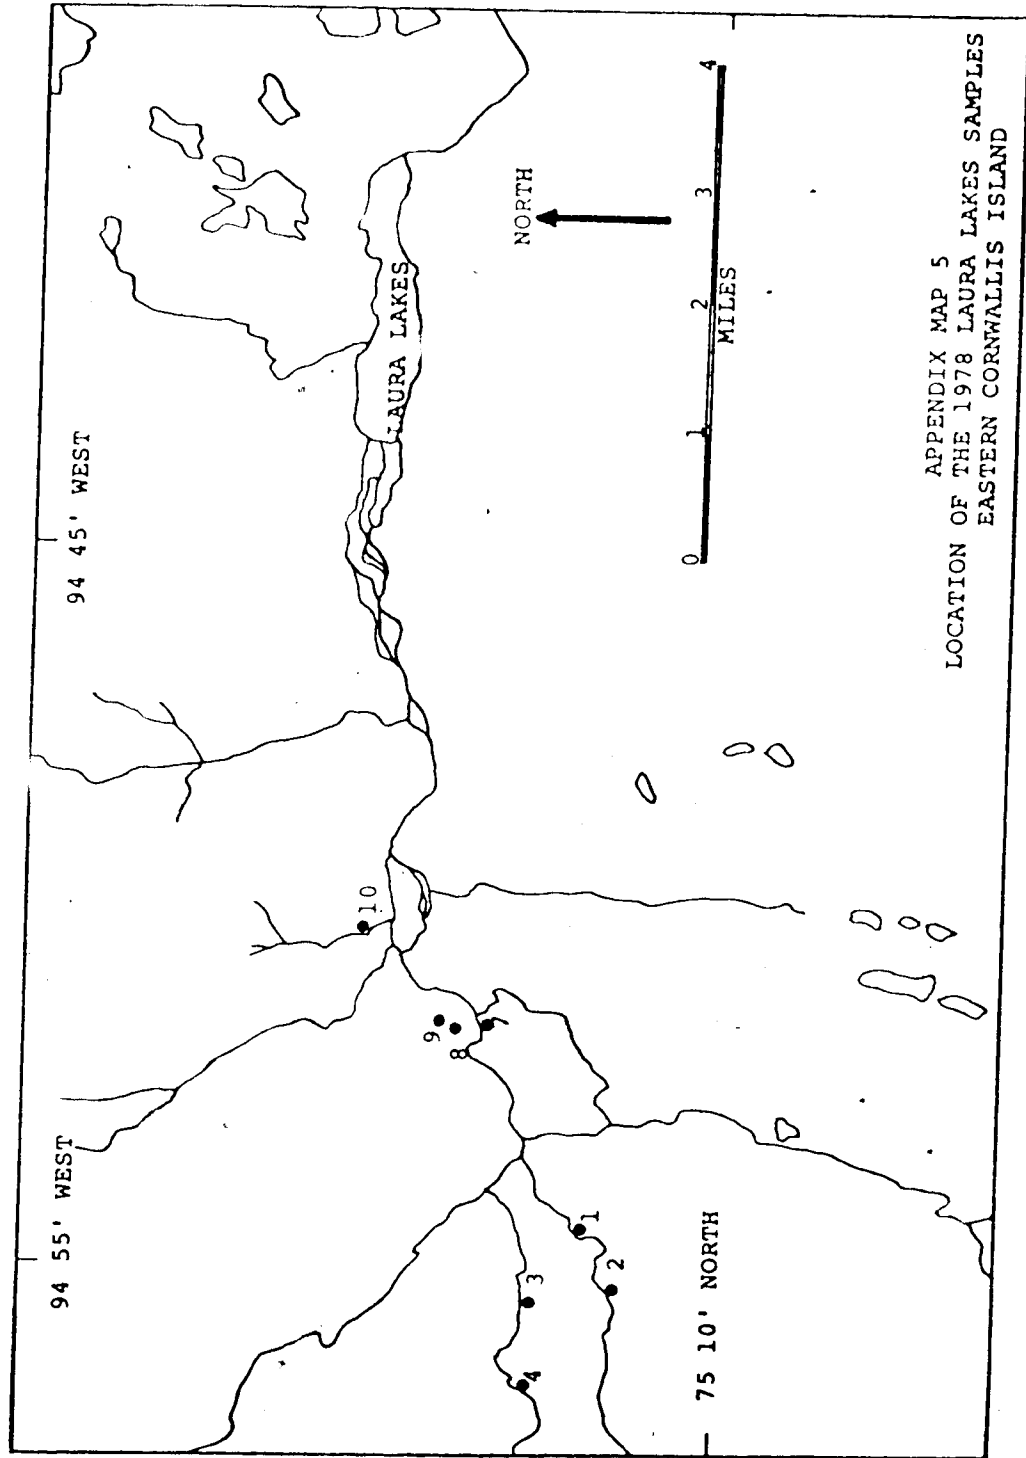 94 55' WEST
94 45' WEST
10
9
8
7
LAURA LAKES
NORTH
4
3
1
2
75 10' NORTH
0 1 2 3 4
MILES
APPENDIX MAP 5
LOCATION OF THE 1978 LAURA LAKES SAMPLES
EASTERN CORNWALLIS ISLAND